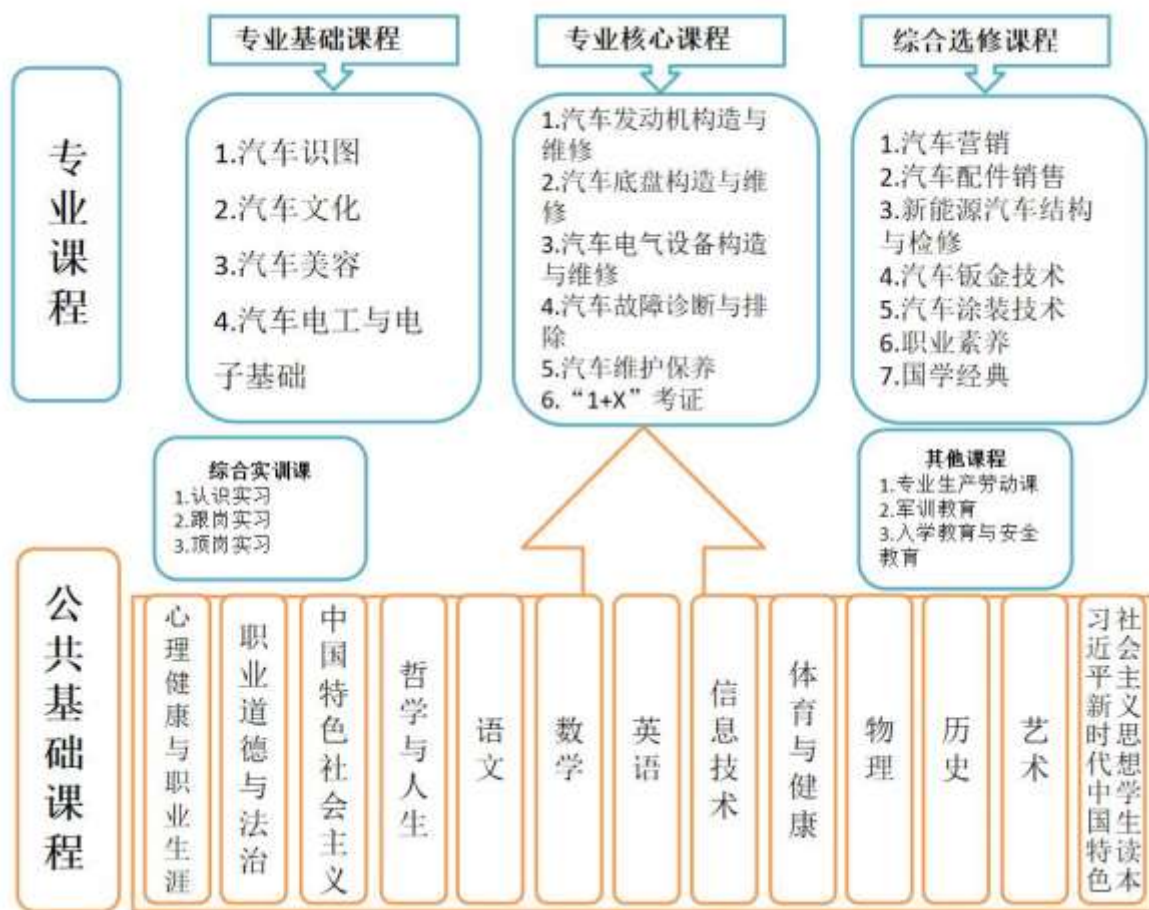 专业基础课程
专业核心课程
综合选修课程
专业课程
1.汽车识图
2.汽车文化
3.汽车美容
4.汽车电工与电
子基础
1.汽车发动机构造与
维修
2.汽车底盘构造与维
修
3.汽车电气设备构造
与维修
4.汽车故障诊断与排
除
5.汽车维护保养
6.“1+X”考证
1.汽车营销
2.汽车配件销售
3.新能源汽车结构
与检修
4.汽车钣金技术
5.汽车涂装技术
6.职业素养
7.国学经典
综合实训课
1.认识实习
2.跟岗实习
3.顶岗实习
其他课程
1.专业生产劳动课
2.军训教育
3.入学教育与安全
教育
公共基础课程
心理健康与职业生涯
职业道德与法治
中国特色社会主义
哲学与人生
语文
数学
英语
信息技术
体育与健康
物理
历史
艺术
习近平新时代中国特色
社会主义思想学生读本